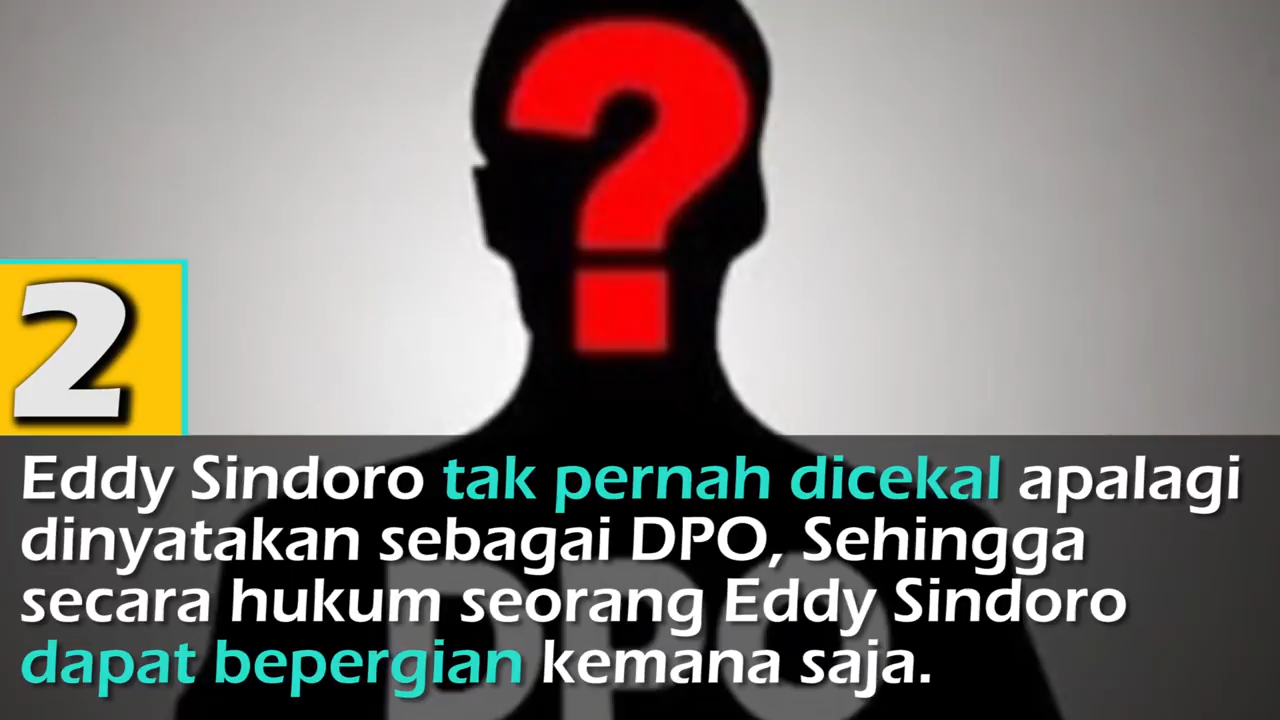 ?
2
Eddy Sindoro tak pernah dicekal apalagi
dinyatakan sebagai DPO, Sehingga
secara hukum seorang Eddy Sindoro
dapat bepergian kemana saja.
DPO